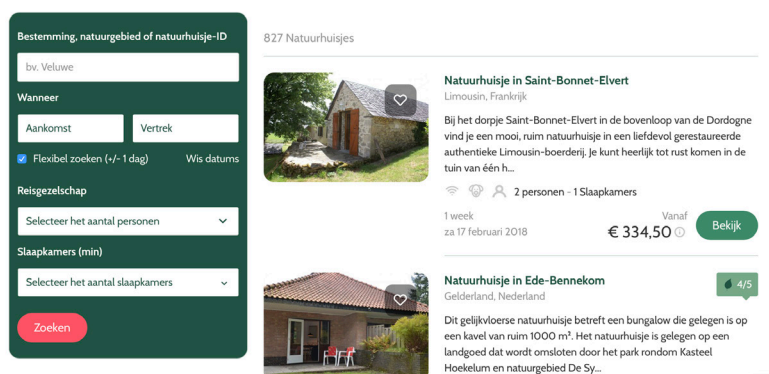 Bestemming, natuurgebied of natuurhuisje-ID
bv. Veluwe
Wanneer
Aankomst
Vertrek
Flexibel zoeken (+/- 1 dag)
Wis datums
Reisgezelschap
Selecteer het aantal personen
Slaapkamers (min)
Selecteer het aantal slaapkamers
Zoeken
827 Natuurhuisjes
Natuurhuisje in Saint-Bonnet-Elvert
Limousin, Frankrijk
Bij het dorpje Saint-Bonnet-Elvert in de bovenloop van de Dordogne
vind je een mooi, ruim natuurhuisje in een liefdevol gerestaureerde
authentieke Limousin-boerderij. Je kunt heerlijk tot rust komen in de
tuin van één h...
2 personen - 1 Slaapkamers
1 week
za 17 februari 2018
Vanaf
€ 334,50
Bekijk
Natuurhuisje in Ede-Bennekom
4/5
Gelderland, Nederland
Dit gelijkvloerse natuurhuisje betreft een bungalow die gelegen is op
een kavel van ruim 1000 m². Het natuurhuisje is gelegen op een
landgoed dat wordt omsloten door het park rondom Kasteel
Hoekelum en natuurgebied De Sy...